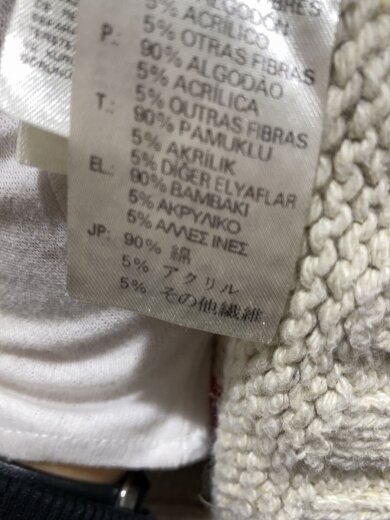 ALGODÓN
5% ACRÍLICO
5% OTRAS FIBRAS
P.: 90% ALGODÃO
5% ACRÍLICA
5% OUTRAS FIBRAS
T.: 90% PAMUKLU
5% AKRİLİK
5% DİĞER ELYAFLAR
EL.: 90% ΒΑΜΒΑΚΙ
5% ΑΚΡΥΛΙΚΟ
5% ΑΛΛΕΣ ΙΝΕΣ
JP: 90% 綿
5% アクリル
5% その他繊維